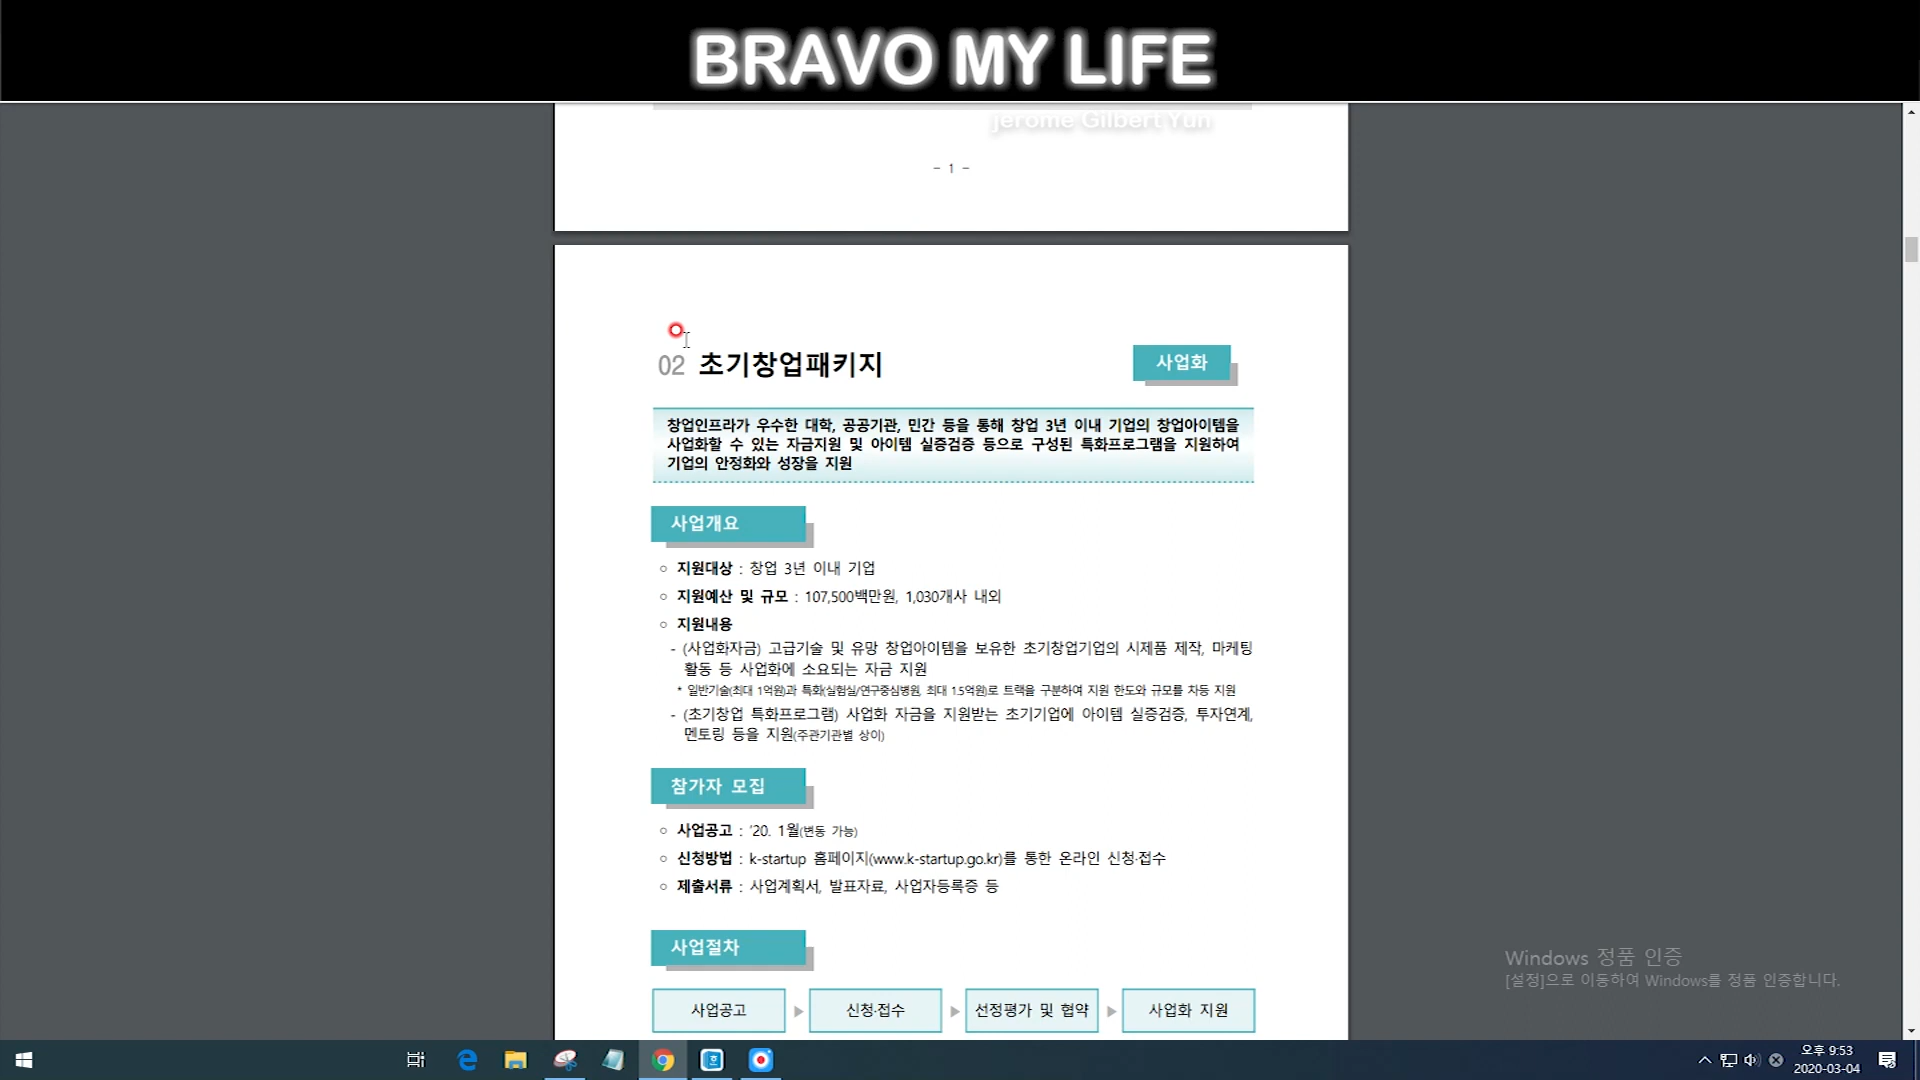 BRAVO MY LIFE
jerome Gilbert Yun
- 1 -
02 초기창업패키지
사업화
창업인프라가 우수한 대학, 공공기관, 민간 등을 통해 창업 3년 이내 기업의 창업아이템을
사업화할 수 있는 자금지원 및 아이템 실증검증 등으로 구성된 특화프로그램을 지원하여
기업의 안정화와 성장을 지원
사업개요
○ 지원대상 : 창업 3년 이내 기업
○ 지원예산 및 규모 : 107,500백만원, 1,030개사 내외
○ 지원내용
- (사업화자금) 고급기술 및 유망 창업아이템을 보유한 초기창업기업의 시제품 제작, 마케팅
활동 등 사업화에 소요되는 자금 지원
* 일반기술(최대 1억원)과 특화(실험실/연구중심병원, 최대 1.5억원)로 트랙을 구분하여 지원 한도와 규모를 차등 지원
- (초기창업 특화프로그램) 사업화 자금을 지원받는 초기기업에 아이템 실증검증, 투자연계,
멘토링 등을 지원(주관기관별 상이)
참가자 모집
○ 사업공고 : '20. 1월(변동 가능)
○ 신청방법 : k-startup 홈페이지(www.k-startup.go.kr)를 통한 온라인 신청·접수
○ 제출서류 : 사업계획서, 발표자료, 사업자등록증 등
사업절차
사업공고 ▶ 신청·접수 ▶ 선정평가 및 협약 ▶ 사업화 지원
Windows 정품 인증
[설정]으로 이동하여 Windows를 정품 인증합니다.
오후 9:53
2020-03-04